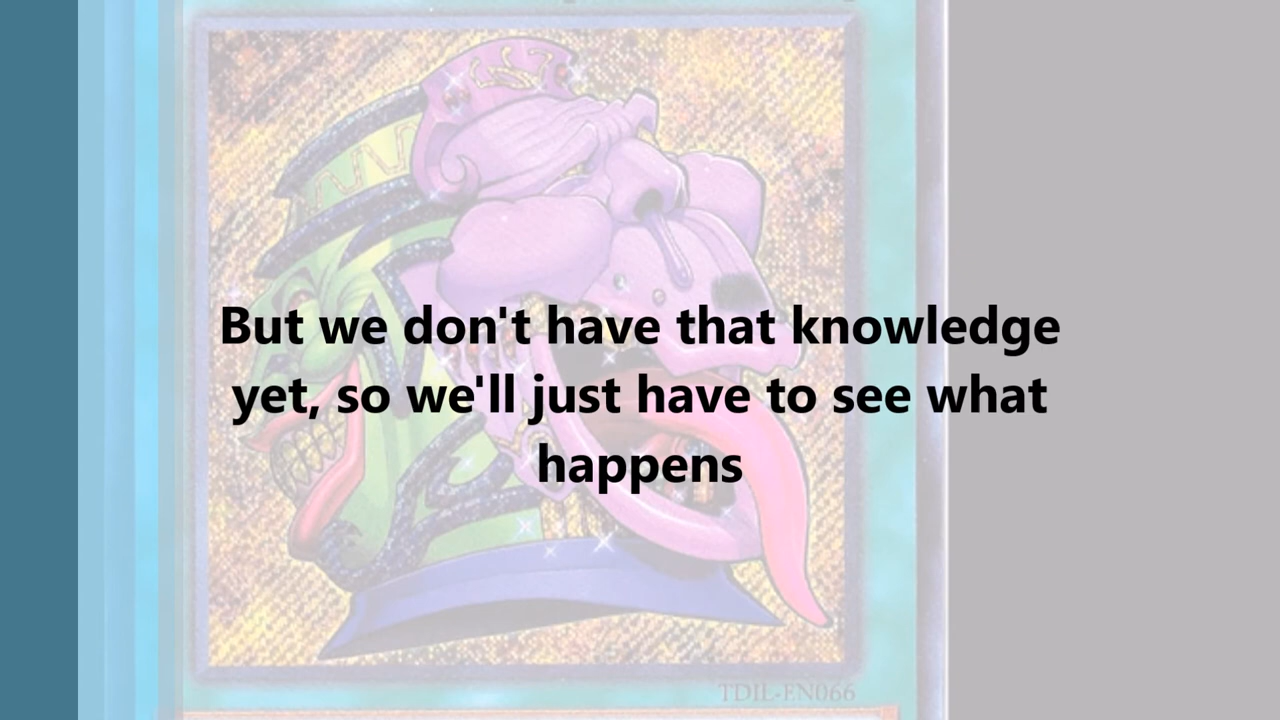 But we don't have that knowledge
yet, so we'll just have to see what
happens
TDIL-EN066